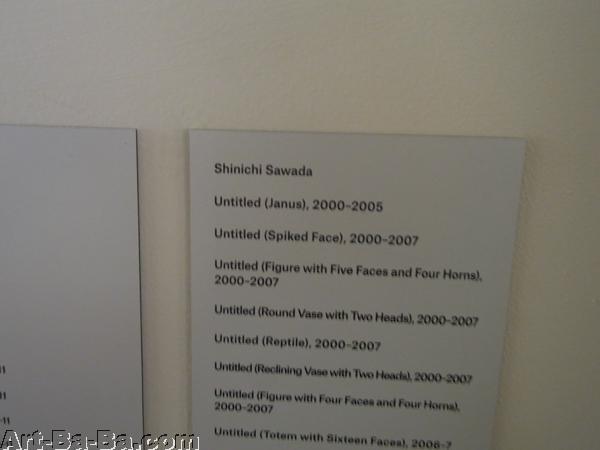 Shinichi Sawada
Untitled (Janus), 2000–2005
Untitled (Spiked Face), 2000–2007
Untitled (Figure with Five Faces and Four Horns),
2000–2007
Untitled (Round Vase with Two Heads), 2000–2007
Untitled (Reptile), 2000–2007
Untitled (Reclining Vase with Two Heads), 2000–2007
Untitled (Figure with Four Faces and Four Horns),
2000–2007
Untitled (Totem with Sixteen Faces), 2006–?
11
11
-11
Art-Ba-Ba.com